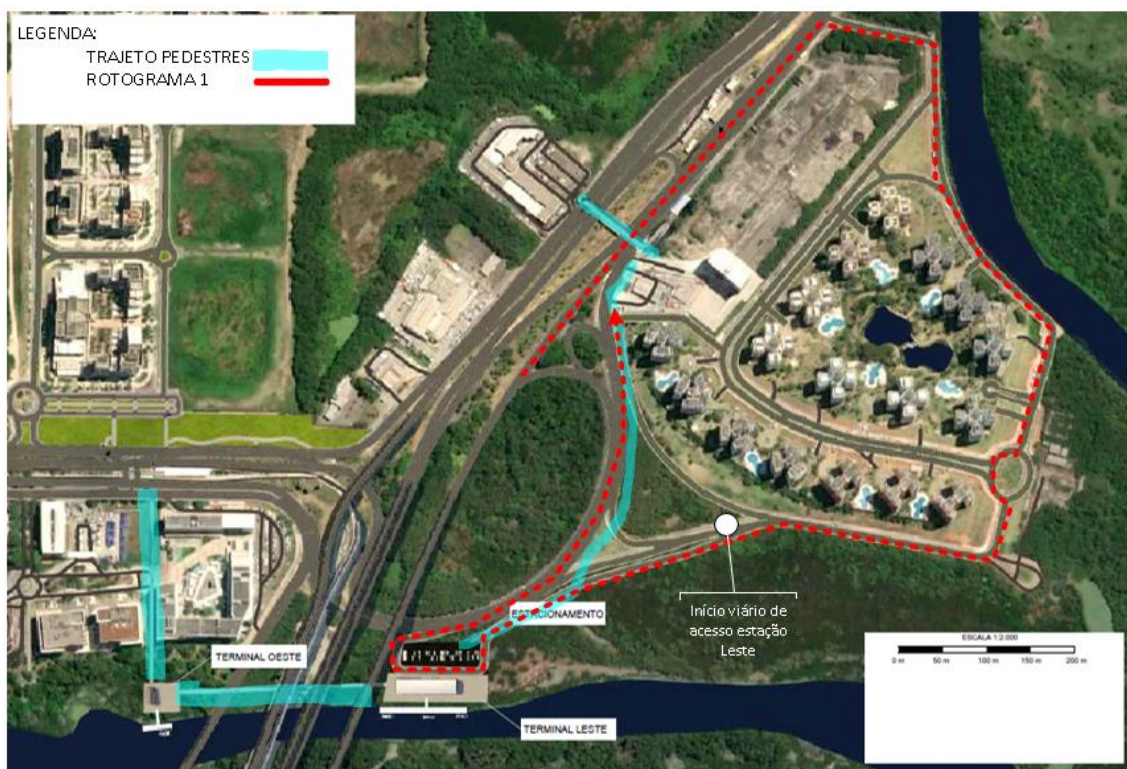 LEGENDA:
TRAJETO PEDESTRES
ROTOGRAMA 1
ESTACIONAMENTO
Início viário de
acesso estação
Leste
ESCALA 1:2.000
0 m 50 m 100 m 150 m 200 m
TERMINAL OESTE
TERMINAL LESTE